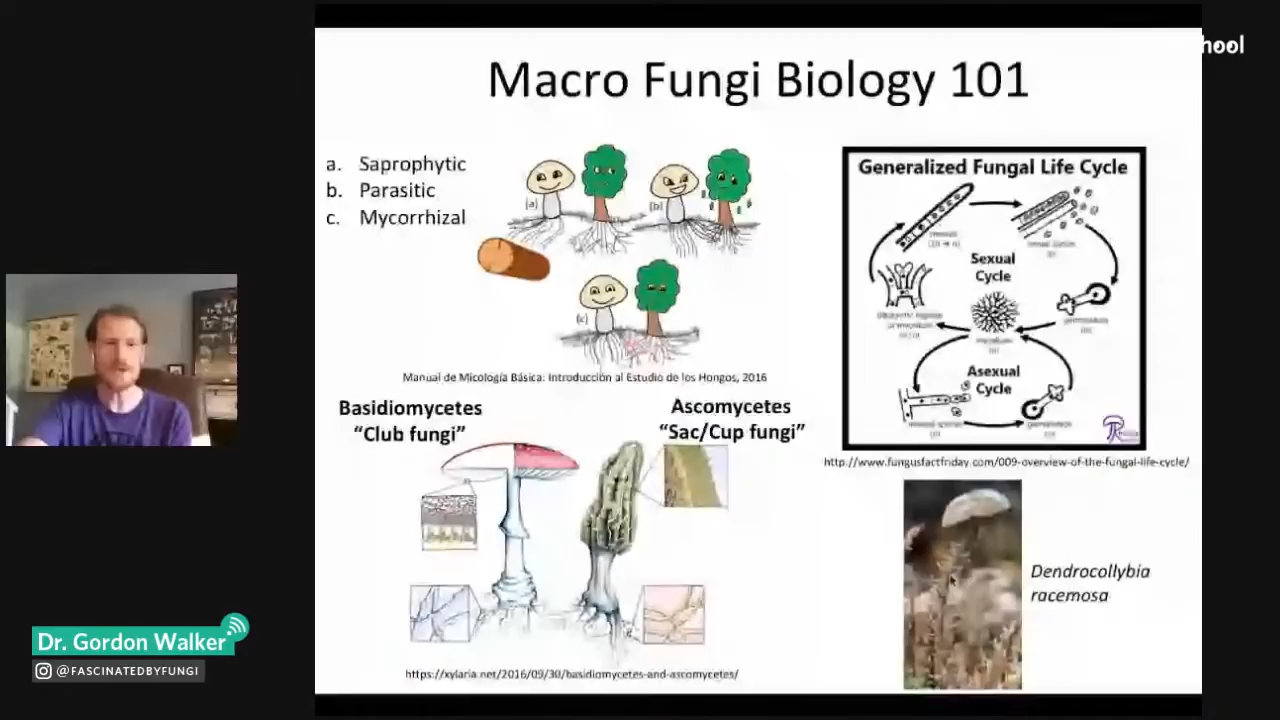 hool
Macro Fungi Biology 101
a. Saprophytic
b. Parasitic
c. Mycorrhizal
(a)
(b)
(c)
Manual de Micología Básica: Introducción al Estudio de los Hongos, 2016
Basidiomycetes
“Club fungi”
Ascomycetes
“Sac/Cup fungi”
https://xylaria.net/2016/09/30/basidiomycetes-and-ascomycetes/
Generalized Fungal Life Cycle
Sexual
Cycle
germination
mycelium
Asexual
Cycle
germination
http://www.fungusfactfriday.com/009-overview-of-the-fungal-life-cycle/
Dendrocollybia
racemosa
Dr. Gordon Walker
@FASCINATEDBYFUNGI